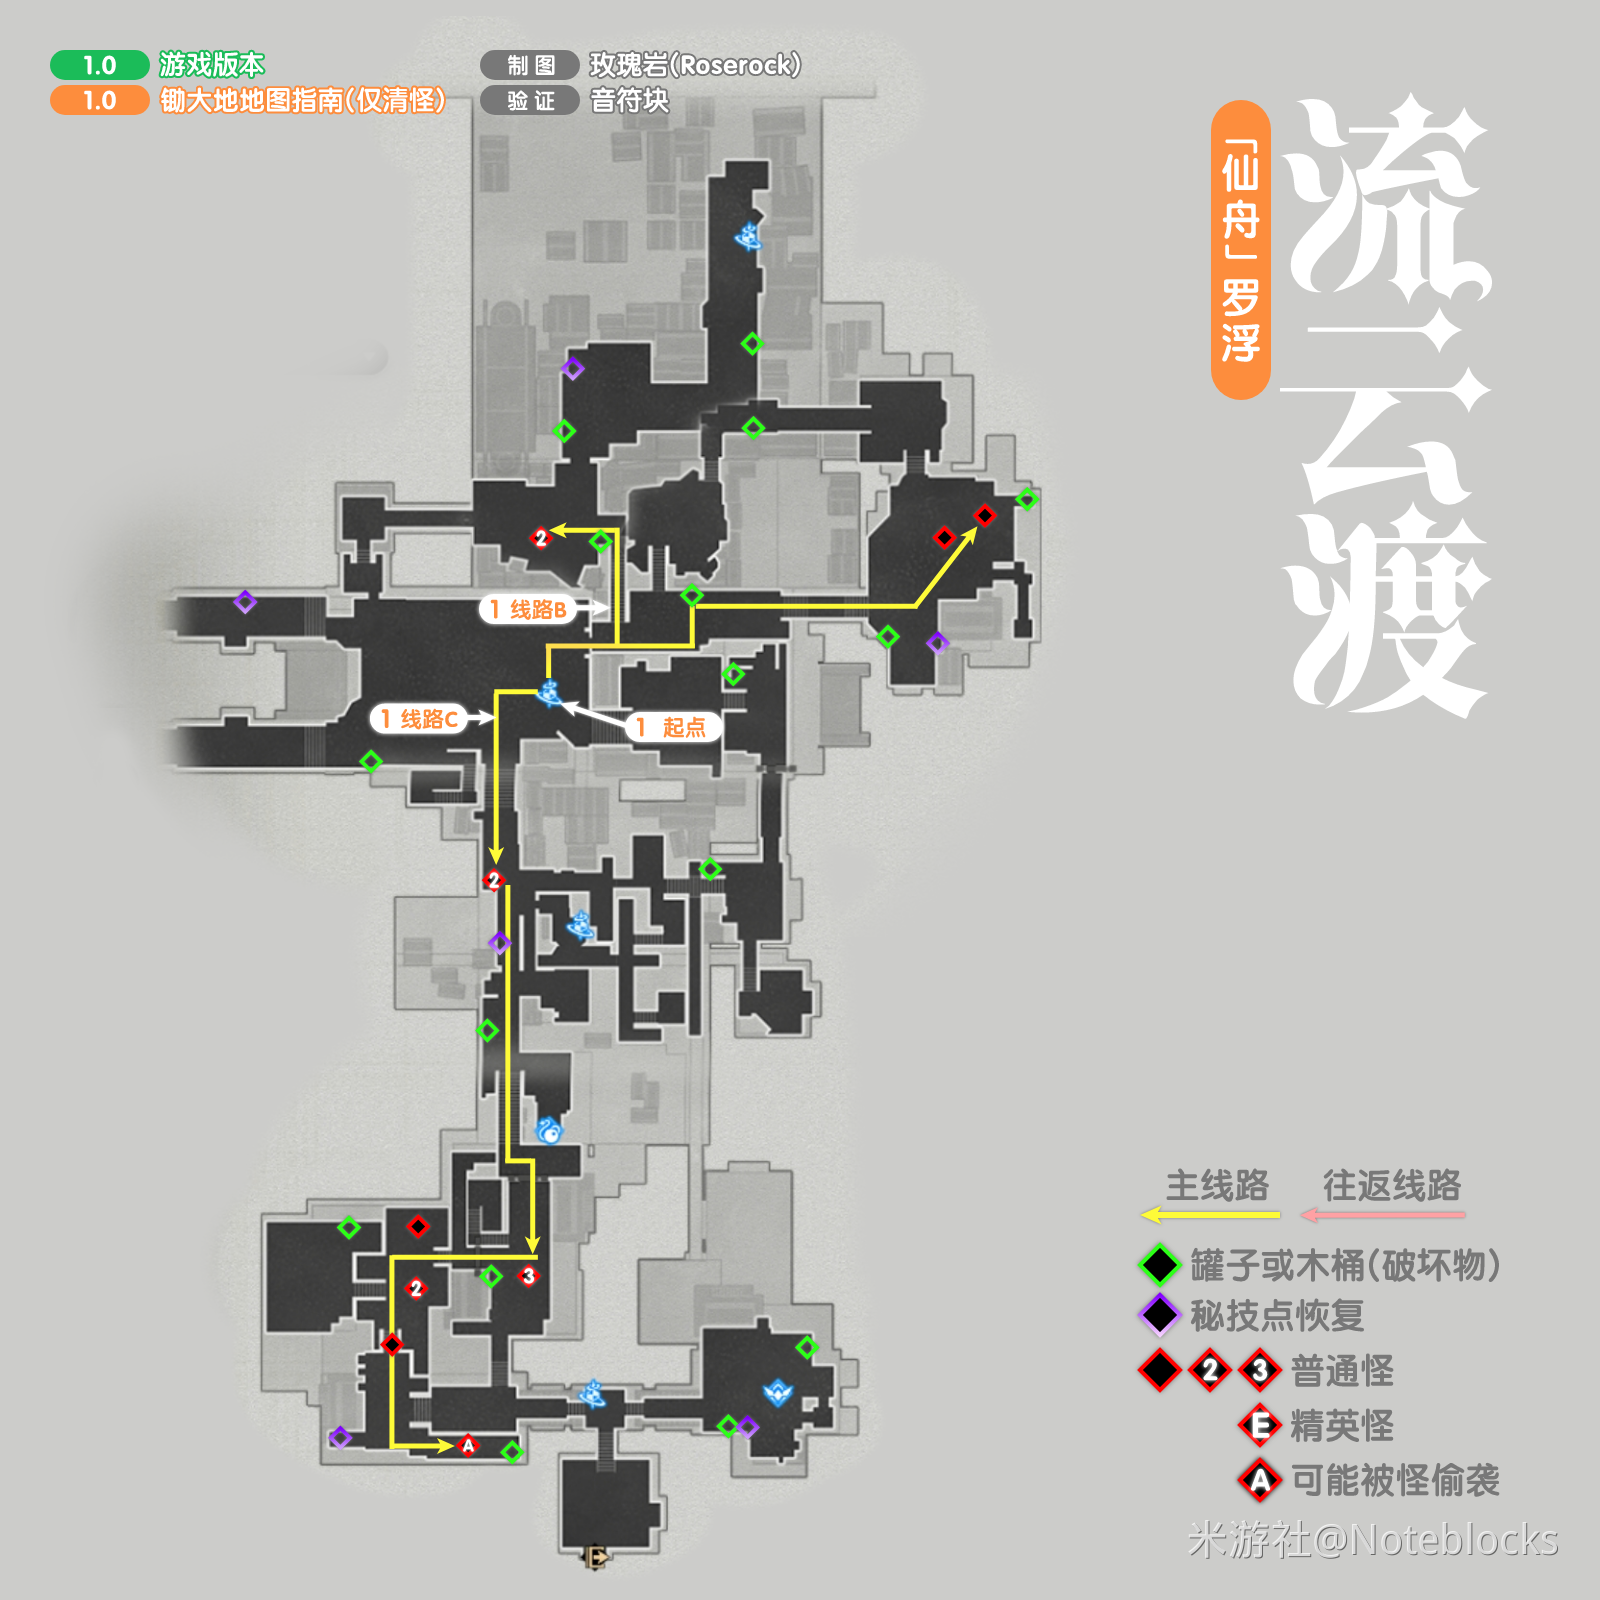 1.0 游戏版本
1.0 锄大地地图指南(仅清怪)
制图 玫瑰岩(Roserock)
验证 音符块
「仙舟」罗浮
流云渡
2
1 线路B
1 线路C
1 起点
2
3
2
A
主线路
往返线路
罐子或木桶(破坏物)
秘技点恢复
2 3 普通怪
E 精英怪
A 可能被怪偷袭
米游社@Noteblocks